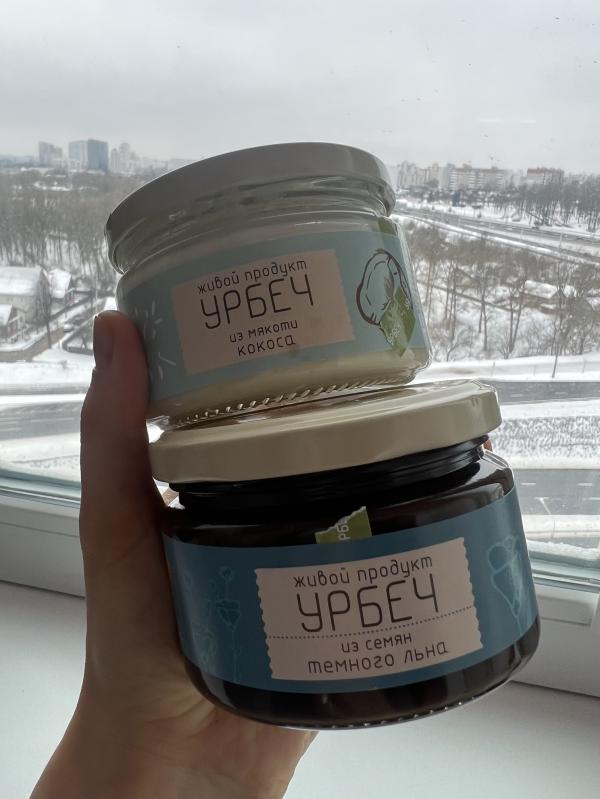 живой продукт
УРБЕЧ
из мякоти
кокоса
живой продукт
УРБЕЧ
из семян
темного льна